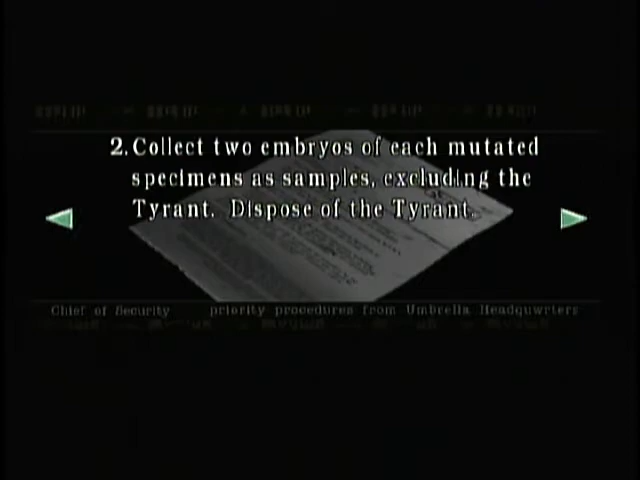 2. Collect two embryos of each mutated
specimens as samples, excluding the
Tyrant. Dispose of the Tyrant.
Chief of Security priority procedures from Umbrella Headquwrters